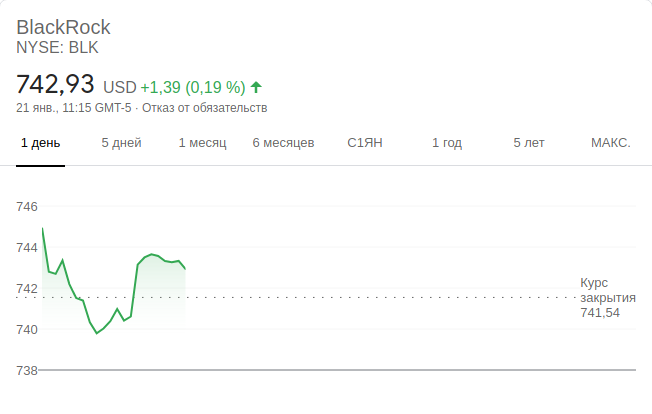 BlackRock
NYSE: BLK
742,93 USD +1,39 (0,19 %)
21 янв., 11:15 GMT-5 · Отказ от обязательств
1 день 5 дней 1 месяц 6 месяцев С1ЯН 1 год 5 лет МАКС.
746
744
742
Курс
закрытия
741,54
740
738